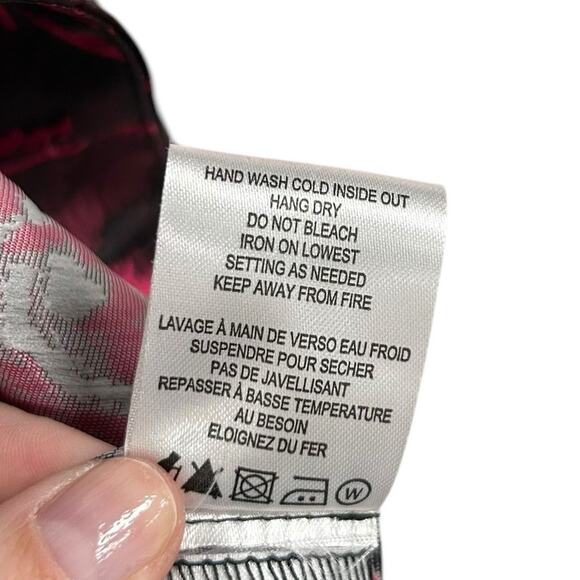 HAND WASH COLD INSIDE OUT
HANG DRY
DO NOT BLEACH
IRON ON LOWEST
SETTING AS NEEDED
KEEP AWAY FROM FIRE
LAVAGE À MAIN DE VERSO EAU FROID
SUSPENDRE POUR SECHER
PAS DE JAVELLISANT
REPASSER À BASSE TEMPERATURE
AU BESOIN
ELOIGNEZ DU FER
W